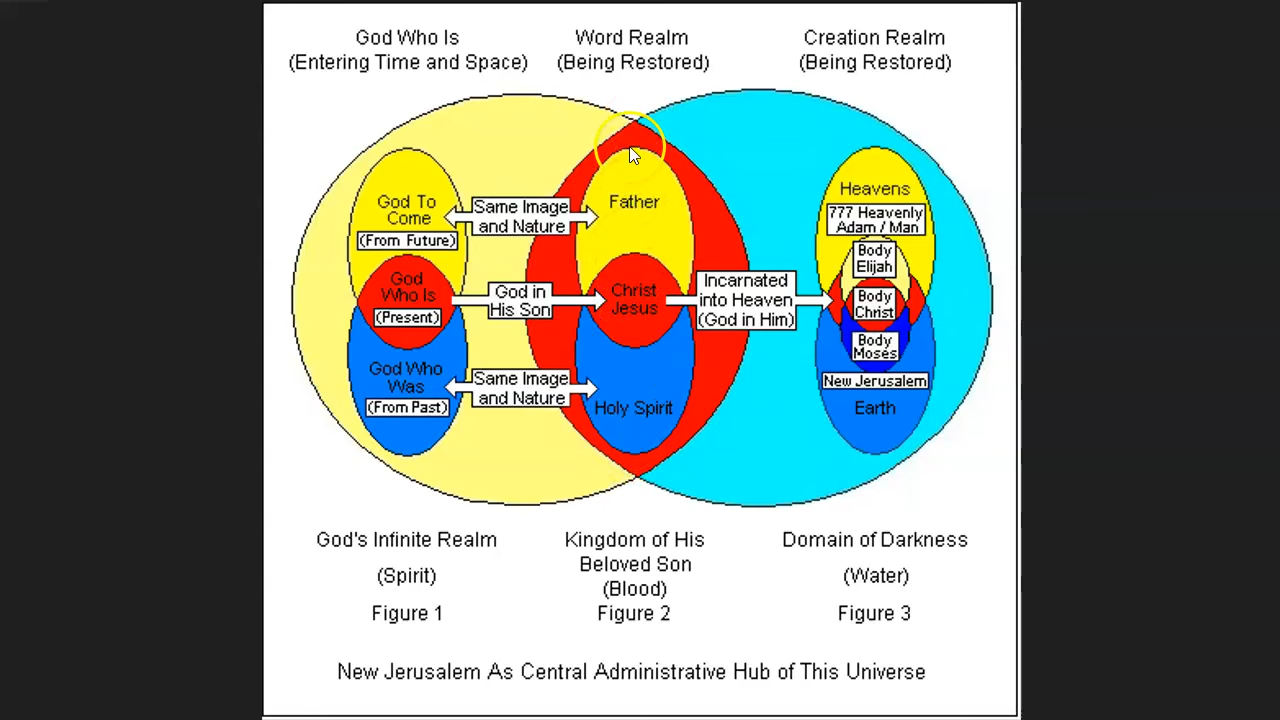 God Who Is
(Entering Time and Space)
Word Realm
(Being Restored)
Creation Realm
(Being Restored)
God To
Come
(From Future)
God
Who Is
(Present)
God Who
Was
(From Past)
Same Image
and Nature
God in
His Son
Same Image
and Nature
Father
Christ
Jesus
Holy Spirit
Incarnated
into Heaven
(God in Him)
Heavens
777 Heavenly
Adam / Man
Body
Elijah
Body
Christ
Body
Moses
New Jerusalem
Earth
God's Infinite Realm
(Spirit)
Figure 1
Kingdom of His
Beloved Son
(Blood)
Figure 2
Domain of Darkness
(Water)
Figure 3
New Jerusalem As Central Administrative Hub of This Universe